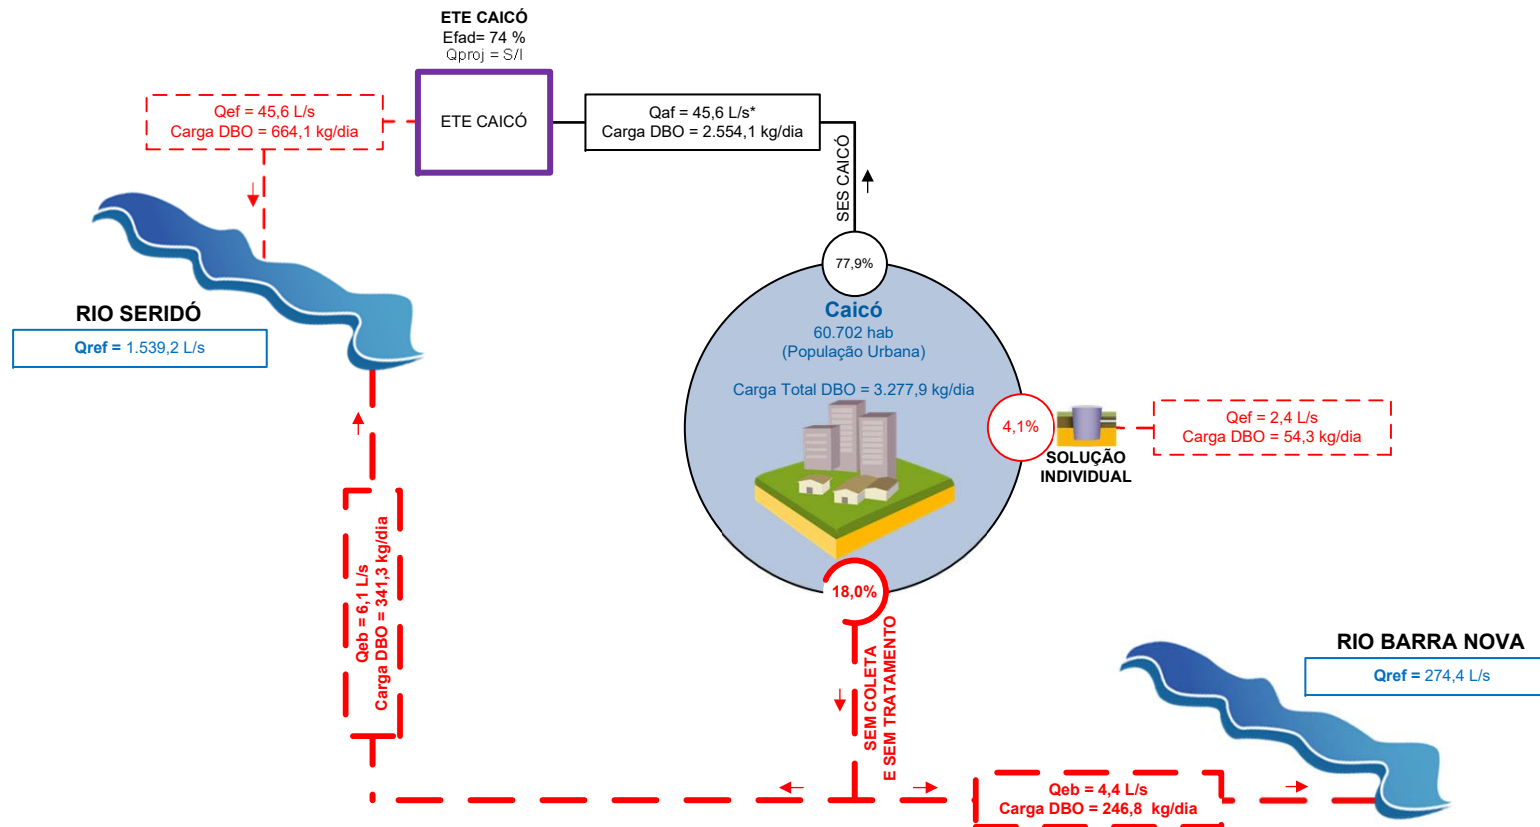 ETE CAICÓ
Efad= 74 %
Qproj = S/I
Qef = 45,6 L/s
Carga DBO = 664,1 kg/dia
ETE CAICÓ
Qaf = 45,6 L/s*
Carga DBO = 2.554,1 kg/dia
SES CAICÓ
77,9%
RIO SERIDÓ
Qref = 1.539,2 L/s
Caicó
60.702 hab
(População Urbana)
Carga Total DBO = 3.277,9 kg/dia
4,1%
SOLUÇÃO
INDIVIDUAL
Qef = 2,4 L/s
Carga DBO = 54,3 kg/dia
Qeb = 6,1 L/s
Carga DBO = 341,3 kg/dia
18,0%
SEM COLETA
E SEM TRATAMENTO
RIO BARRA NOVA
Qref = 274,4 L/s
Qeb = 4,4 L/s
Carga DBO = 246,8 kg/dia